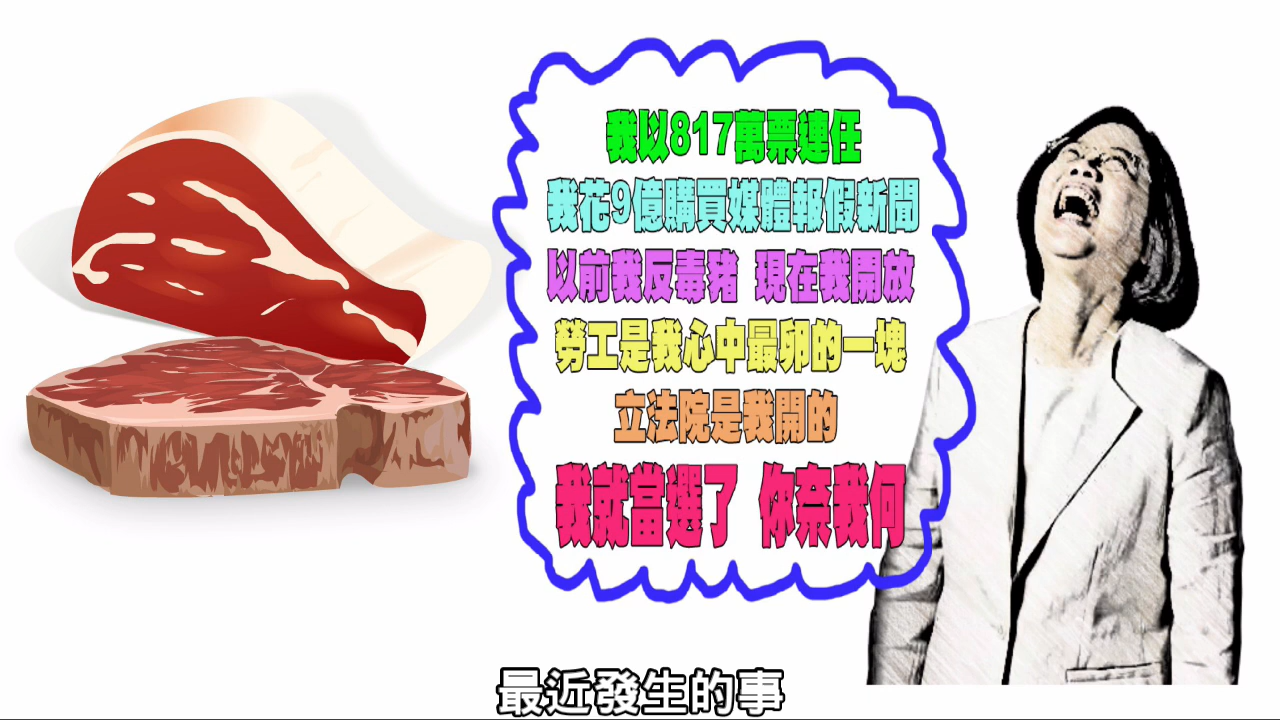 我以817萬票連任
我花9億購買媒體報假新聞
以前我反毒豬 現在我開放
勞工是我心中最卵的一塊
立法院是我開的
我就當選了 你奈我何
最近發生的事